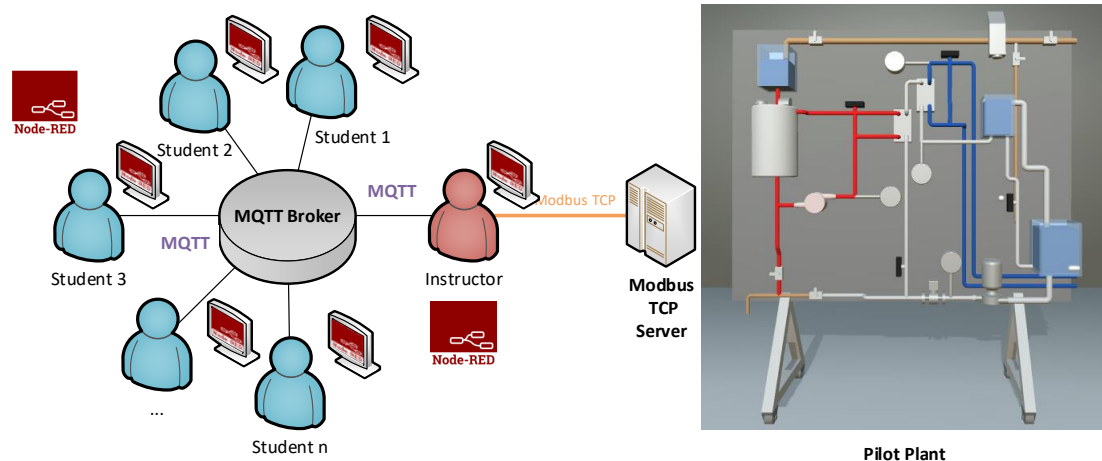 Node-RED
Student 2
Student 1
Student 3
MQTT Broker
MQTT
MQTT
Instructor
Modbus TCP
Modbus
TCP
Server
Node-RED
...
Student n
Pilot Plant